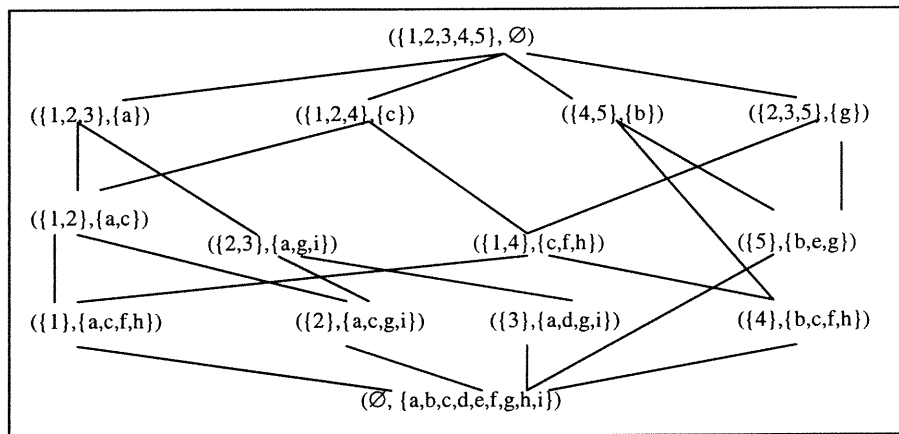 ({1,2,3,4,5}, ∅)
({1,2,3},{a}) ({1,2,4},{c}) ({4,5},{b}) ({2,3,5},{g})
({1,2},{a,c})
({2,3},{a,g,i}) ({1,4},{c,f,h}) ({5},{b,e,g})
({1},{a,c,f,h}) ({2},{a,c,g,i}) ({3},{a,d,g,i}) ({4},{b,c,f,h})
(∅, {a,b,c,d,e,f,g,h,i})